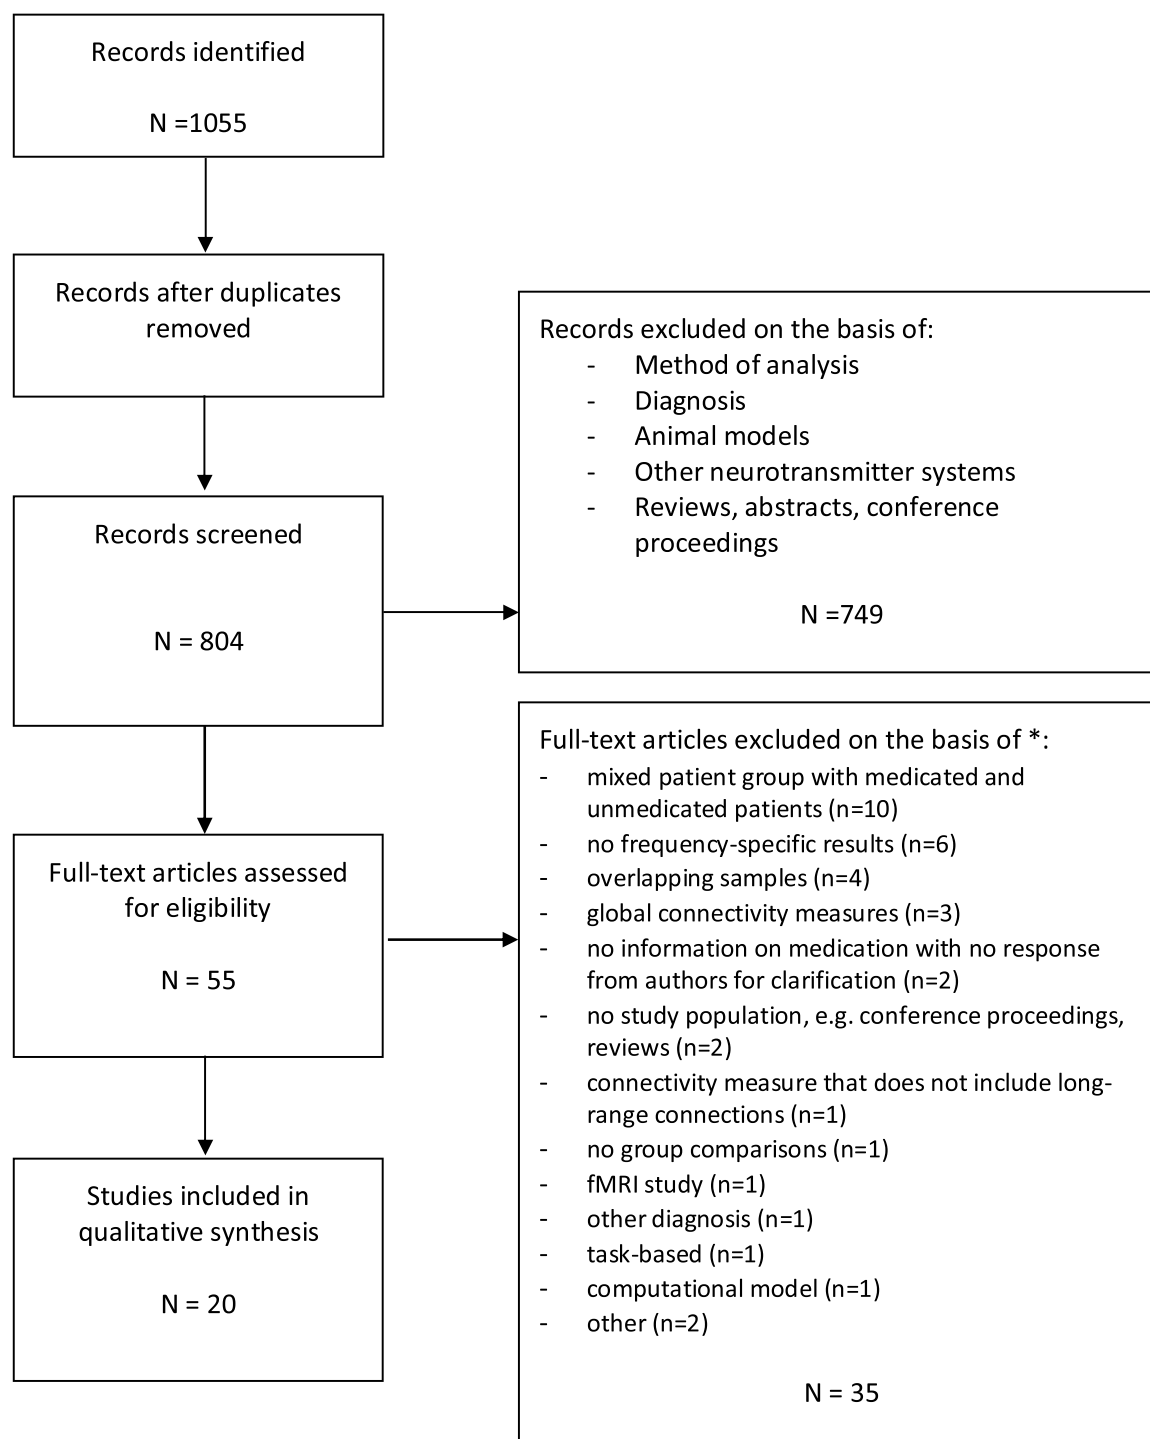 Records identified
N =1055
Records after duplicates
removed
Records excluded on the basis of:
- Method of analysis
- Diagnosis
- Animal models
- Other neurotransmitter systems
- Reviews, abstracts, conference
proceedings
N =749
Records screened
N = 804
Full-text articles excluded on the basis of *:
- mixed patient group with medicated and
unmedicated patients (n=10)
- no frequency-specific results (n=6)
- overlapping samples (n=4)
- global connectivity measures (n=3)
- no information on medication with no response
from authors for clarification (n=2)
- no study population, e.g. conference proceedings,
reviews (n=2)
- connectivity measure that does not include long-
range connections (n=1)
- no group comparisons (n=1)
- fMRI study (n=1)
- other diagnosis (n=1)
- task-based (n=1)
- computational model (n=1)
- other (n=2)
N = 35
Full-text articles assessed
for eligibility
N = 55
Studies included in
qualitative synthesis
N = 20